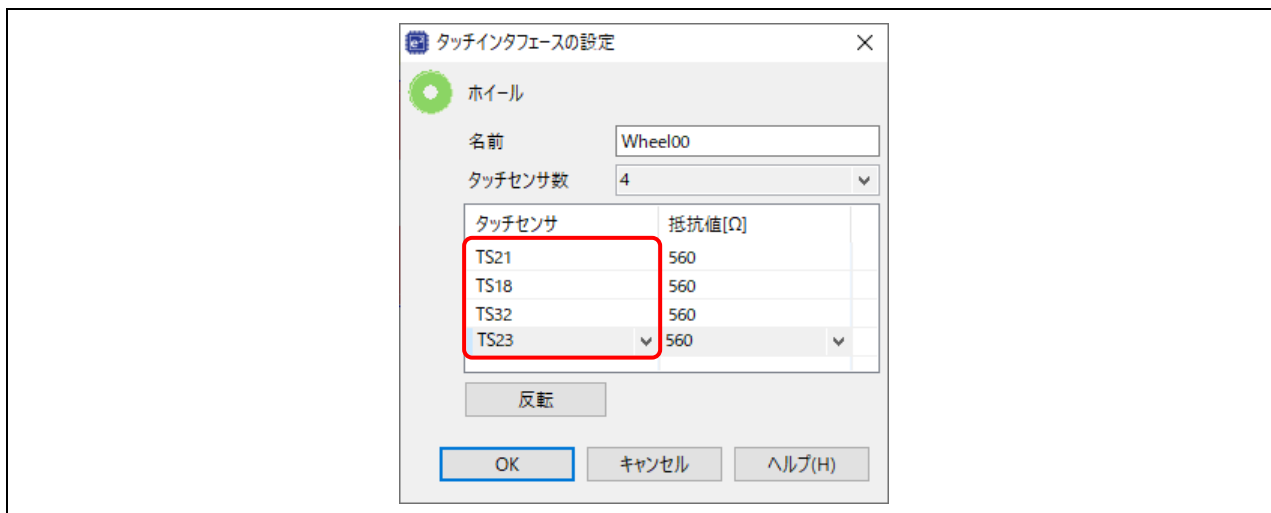 タッチインタフェースの設定
ホイール
名前 Wheel00
タッチセンサ数 4
タッチセンサ 抵抗値[Ω]
TS21 560
TS18 560
TS32 560
TS23 560
反転
OK キャンセル ヘルプ(H)